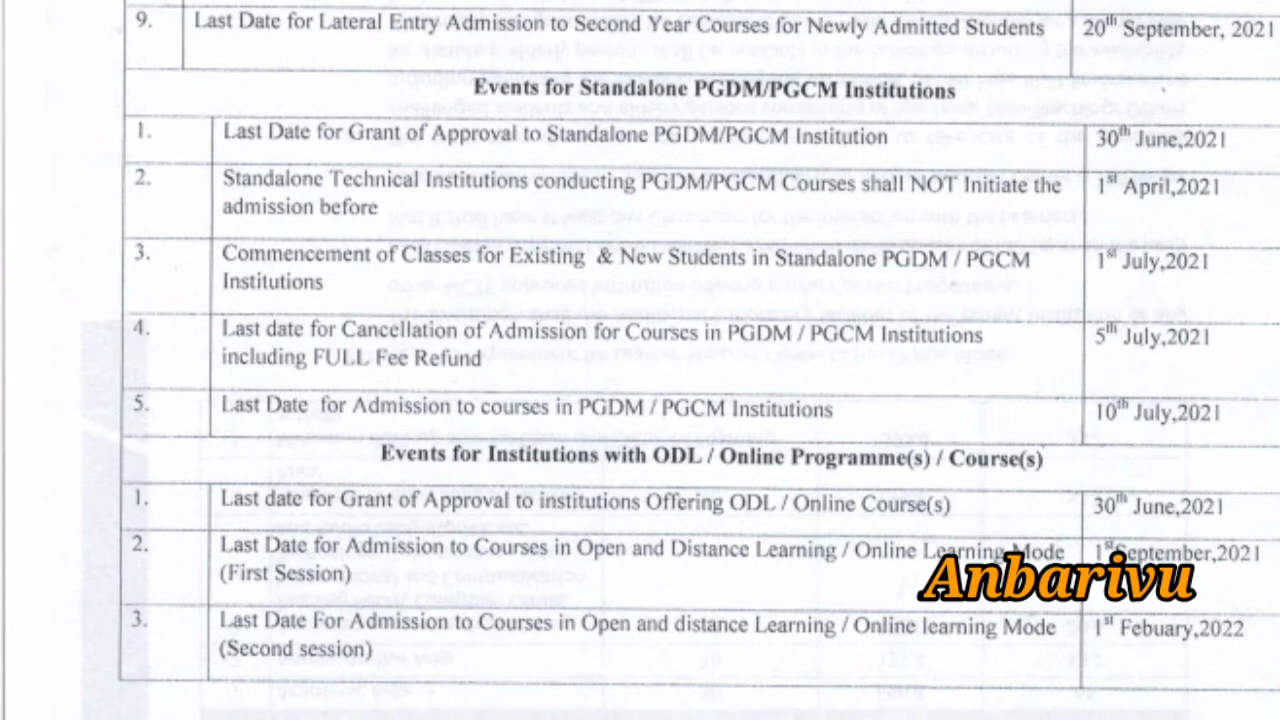 9. Last Date for Lateral Entry Admission to Second Year Courses for Newly Admitted Students 20th September, 2021
Events for Standalone PGDM/PGCM Institutions
1. Last Date for Grant of Approval to Standalone PGDM/PGCM Institution 30th June,2021
2. Standalone Technical Institutions conducting PGDM/PGCM Courses shall NOT Initiate the 1st April,2021
admission before
3. Commencement of Classes for Existing & New Students in Standalone PGDM / PGCM 1st July,2021
Institutions
4. Last date for Cancellation of Admission for Courses in PGDM / PGCM Institutions 5th July,2021
including FULL Fee Refund
5. Last Date for Admission to courses in PGDM / PGCM Institutions 10th July,2021
Events for Institutions with ODL / Online Programme(s) / Course(s)
1. Last date for Grant of Approval to institutions Offering ODL / Online Course(s) 30th June,2021
2. Last Date for Admission to Courses in Open and Distance Learning / Online Learning Mode 1st September,2021
(First Session)
Anbarivu
3. Last Date For Admission to Courses in Open and distance Learning / Online learning Mode 1st Febuary,2022
(Second session)